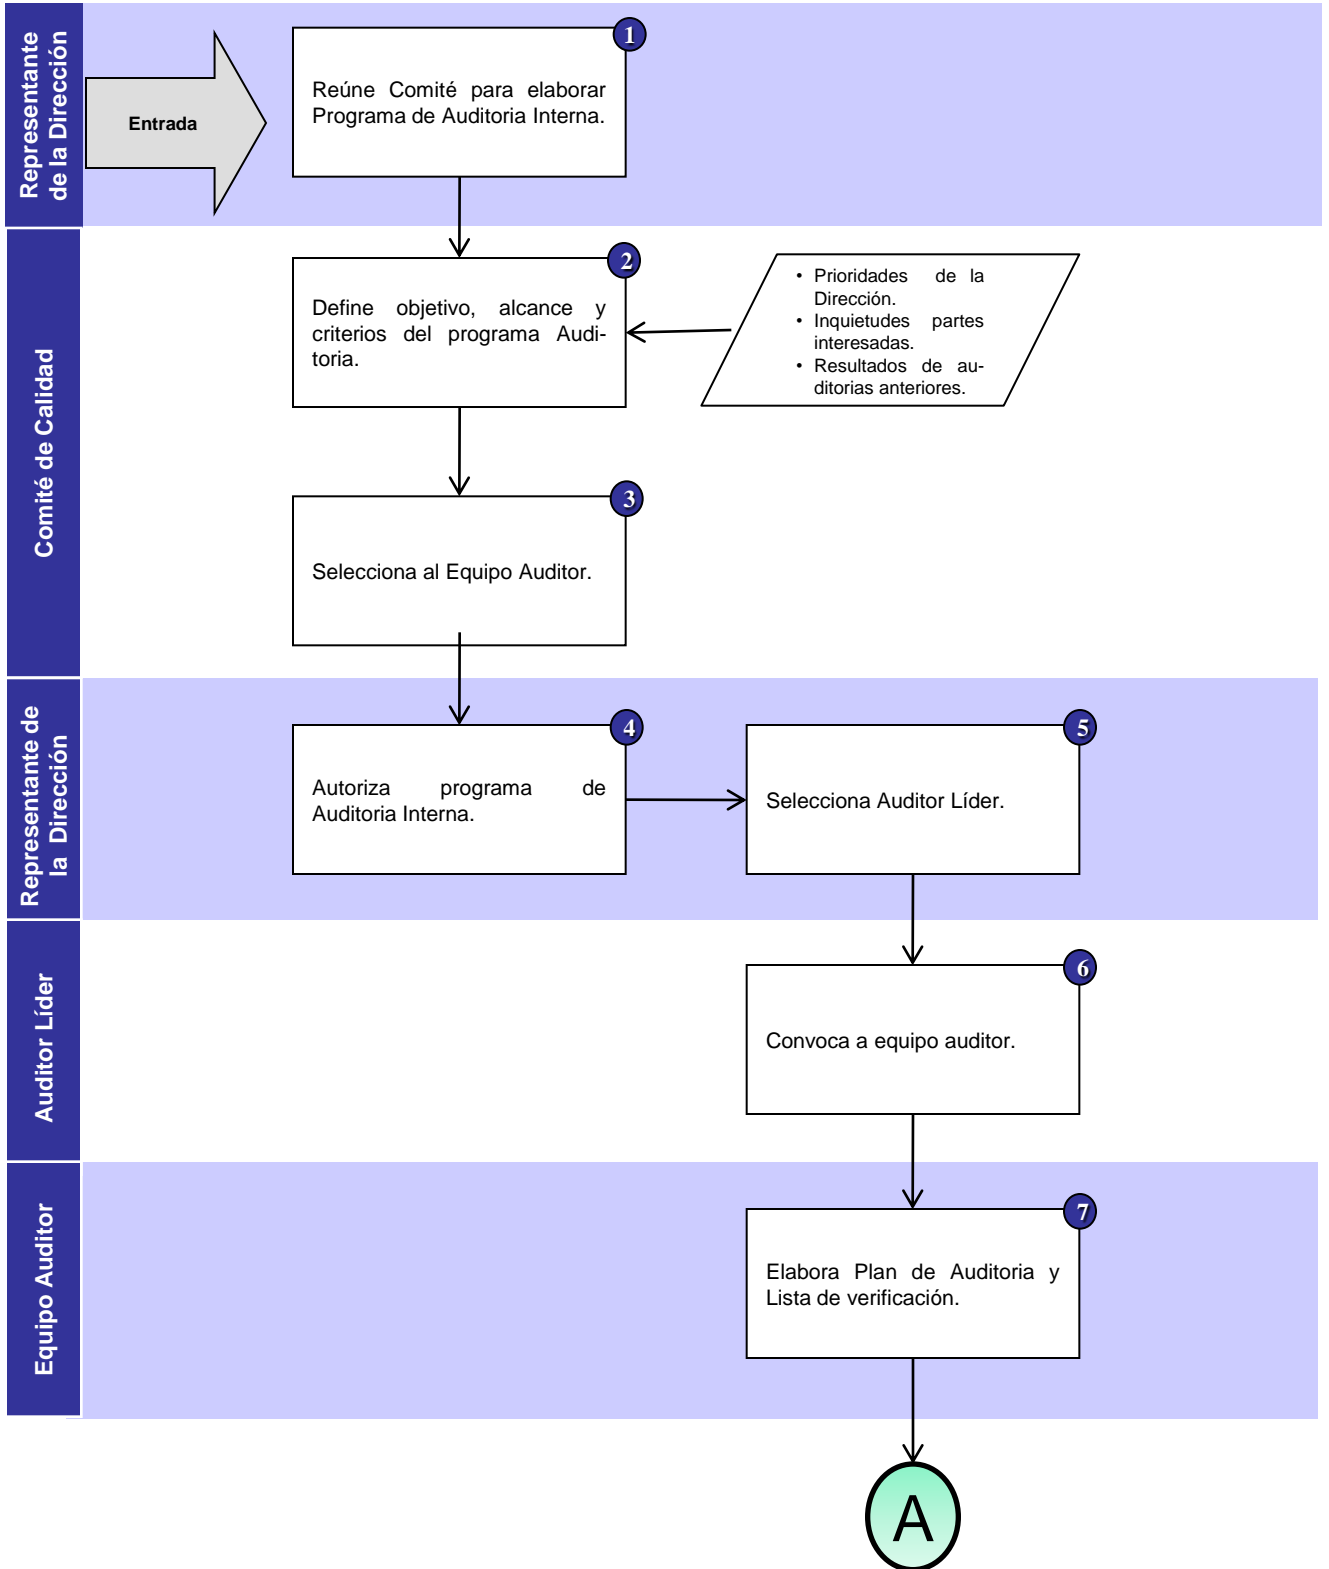 Representante
de la Dirección
Entrada
1
Reúne Comité para elaborar
Programa de Auditoria Interna.
Comité de Calidad
2
Define objetivo, alcance y
criterios del programa Audi-
toria.
• Prioridades de la
Dirección.
• Inquietudes partes
interesadas.
• Resultados de au-
ditorias anteriores.
3
Selecciona al Equipo Auditor.
Representante de
la Dirección
4
Autoriza programa de
Auditoria Interna.
5
Selecciona Auditor Líder.
Auditor Líder
6
Convoca a equipo auditor.
Equipo Auditor
7
Elabora Plan de Auditoria y
Lista de verificación.
A